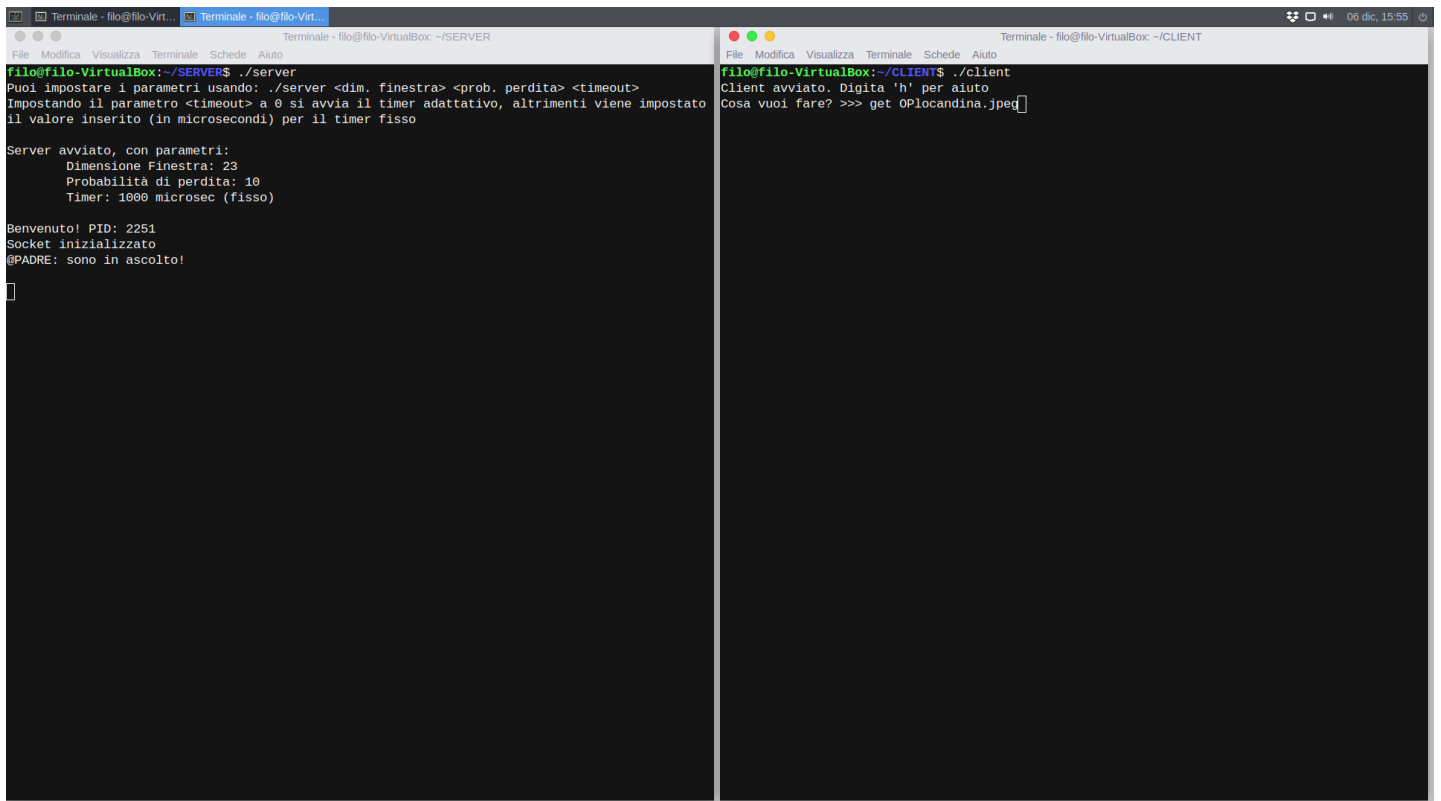 Terminale - filo@filo-Virt... Terminale - filo@filo-Virt... 06 dic, 15:55
Terminale - filo@filo-VirtualBox: ~/SERVER
File Modifica Visualizza Terminale Schede Aiuto
filo@filo-VirtualBox:~/SERVER$ ./server
Puoi impostare i parametri usando: ./server <dim. finestra> <prob. perdita> <timeout>
Impostando il parametro <timeout> a 0 si avvia il timer adattativo, altrimenti viene impostato
il valore inserito (in microsecondi) per il timer fisso
Server avviato, con parametri:
Dimensione Finestra: 23
Probabilità di perdita: 10
Timer: 1000 microsec (fisso)
Benvenuto! PID: 2251
Socket inizializzato
@PADRE: sono in ascolto!
Terminale - filo@filo-VirtualBox: ~/CLIENT
File Modifica Visualizza Terminale Schede Aiuto
filo@filo-VirtualBox:~/CLIENT$ ./client
Client avviato. Digita 'h' per aiuto
Cosa vuoi fare? >>> get OPlocandina.jpeg